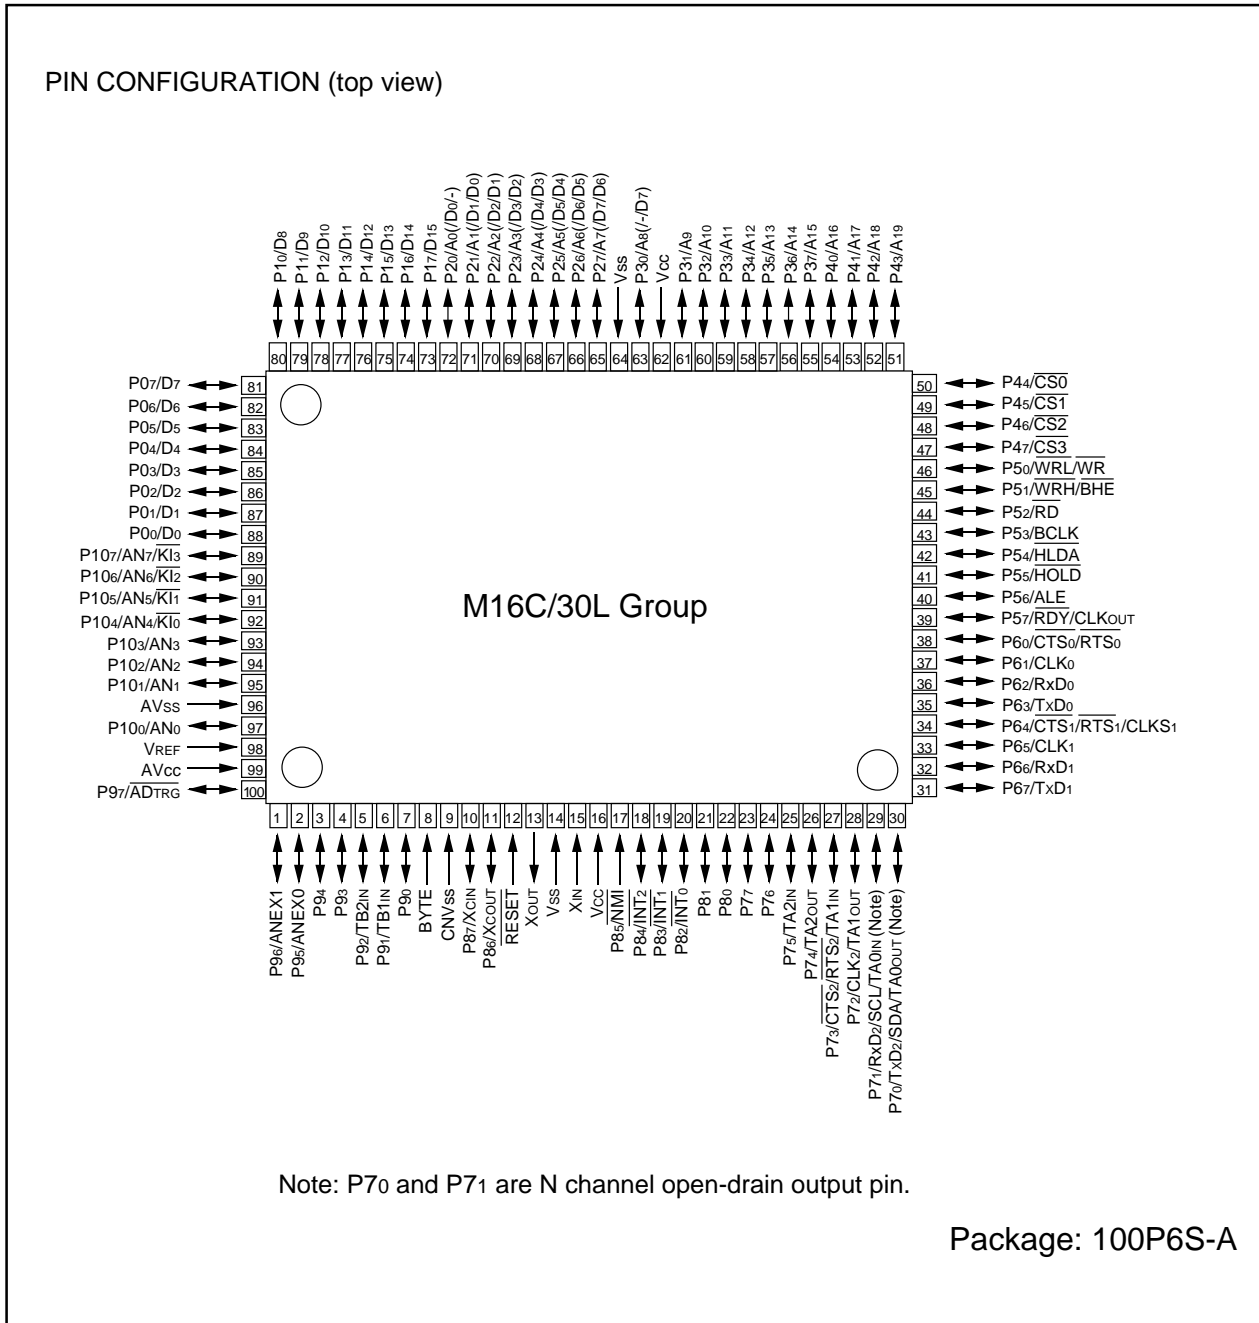 PIN CONFIGURATION (top view)
P10/D8
P11/D9
P12/D10
P13/D11
P14/D12
P15/D13
P16/D14
P17/D15
P20/A0(/D0/-)
P21/A1(/D1/D0)
P22/A2(/D2/D1)
P23/A3(/D3/D2)
P24/A4(/D4/D3)
P25/A5(/D5/D4)
P26/A6(/D6/D5)
P27/A7(/D7/D6)
Vss
P30/A8(/-/D7)
Vcc
P31/A9
P32/A10
P33/A11
P34/A12
P35/A13
P36/A14
P37/A15
P40/A16
P41/A17
P42/A18
P43/A19
80 79 78 77 76 75 74 73 72 71 70 69 68 67 66 65 64 63 62 61 60 59 58 57 56 55 54 53 52 51
P07/D7 81
P06/D6 82
P05/D5 83
P04/D4 84
P03/D3 85
P02/D2 86
P01/D1 87
P00/D0 88
P107/AN7/KI3 89
P106/AN6/KI2 90
P105/AN5/KI1 91
P104/AN4/KI0 92
P103/AN3 93
P102/AN2 94
P101/AN1 95
AVSS 96
P100/AN0 97
VREF 98
AVcc 99
P97/ADTRG 100
M16C/30L Group
50 P44/CS0
49 P45/CS1
48 P46/CS2
47 P47/CS3
46 P50/WRL/WR
45 P51/WRH/BHE
44 P52/RD
43 P53/BCLK
42 P54/HLDA
41 P55/HOLD
40 P56/ALE
39 P57/RDY/CLKOUT
38 P60/CTS0/RTS0
37 P61/CLK0
36 P62/RxD0
35 P63/TXD0
34 P64/CTS1/RTS1/CLKS1
33 P65/CLK1
32 P66/RxD1
31 P67/TXD1
1 2 3 4 5 6 7 8 9 10 11 12 13 14 15 16 17 18 19 20 21 22 23 24 25 26 27 28 29 30
P96/ANEX1
P95/ANEX0
P94
P93
P92/TB2IN
P91/TB1IN
P90
BYTE
CNVss
P87/XCIN
P86/XCOUT
RESET
XOUT
VSS
XIN
VCC
P85/NMI
P84/INT2
P83/INT1
P82/INT0
P81
P80
P77
P76
P75/TA2IN
P74/TA2OUT
P73/CTS2/RTS2/TA1IN
P72/CLK2/TA1OUT
P71/RxD2/SCL/TA0IN (Note)
P70/TXD2/SDA/TA0OUT (Note)
Note: P70 and P71 are N channel open-drain output pin.
Package: 100P6S-A